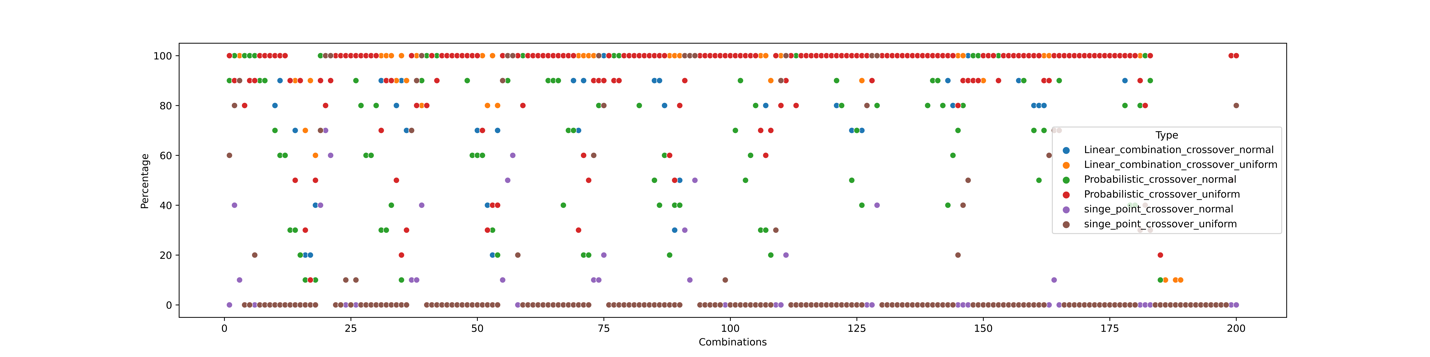 100
80
60
40
20
0
Percentage
0
25
50
75
100
125
150
175
200
Combinations
Type
Linear_combination_crossover_normal
Linear_combination_crossover_uniform
Probabilistic_crossover_normal
Probabilistic_crossover_uniform
singe_point_crossover_normal
singe_point_crossover_uniform